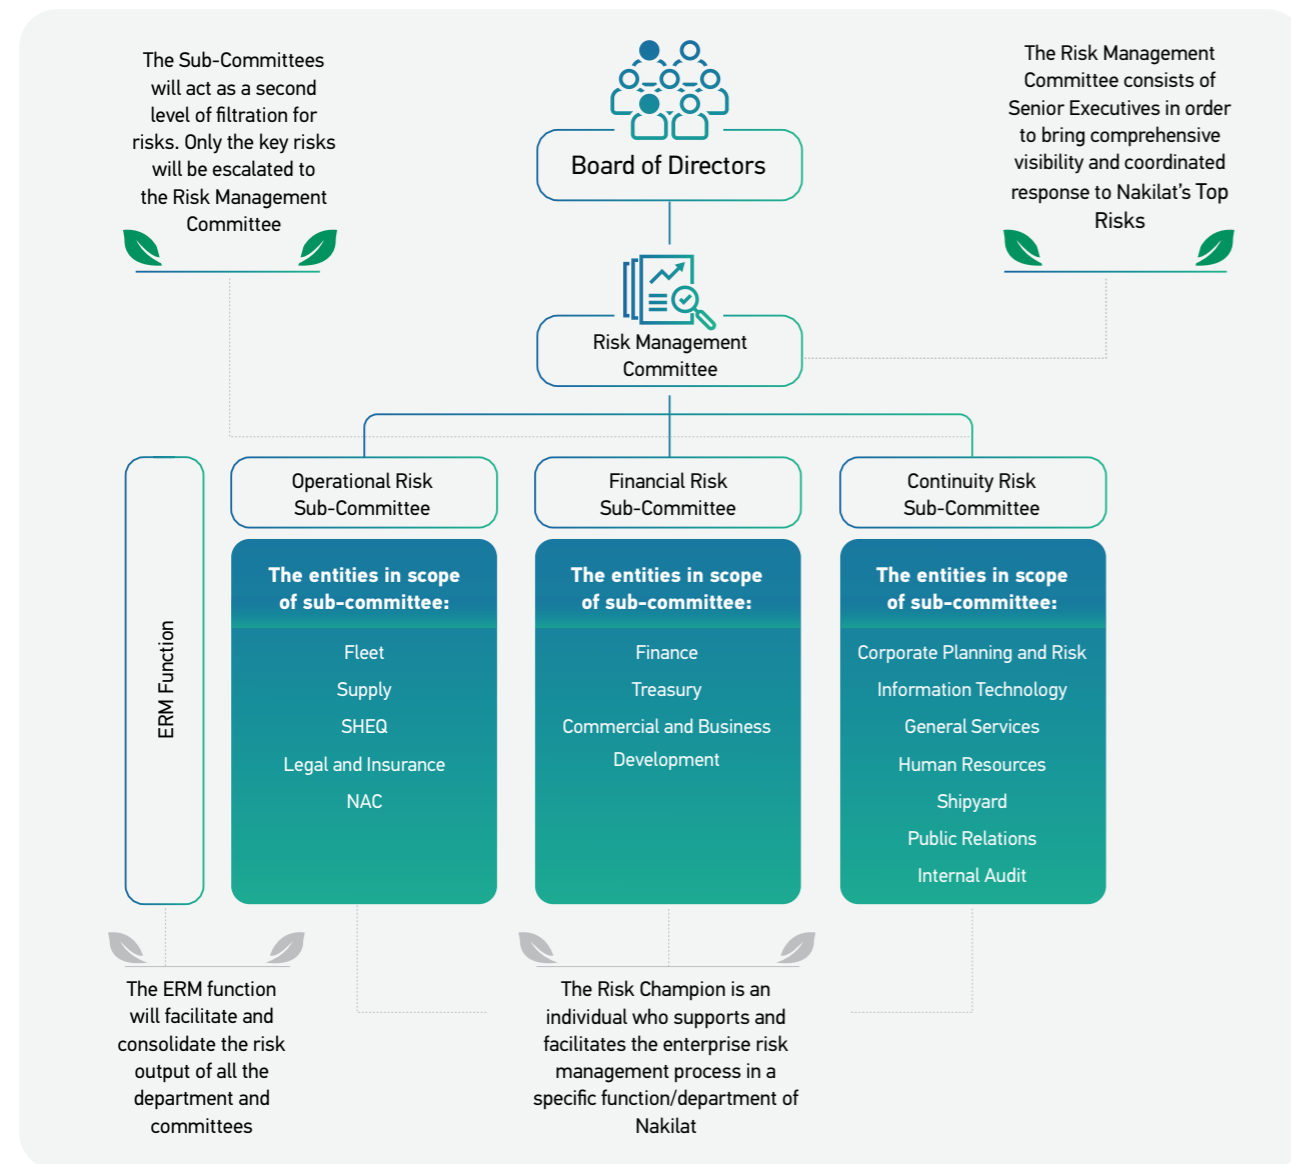 The Sub-Committees
will act as a second
level of filtration for
risks. Only the key risks
will be escalated to
the Risk Management
Committee
Board of Directors
The Risk Management
Committee consists of
Senior Executives in order
to bring comprehensive
visibility and coordinated
response to Nakilat's Top
Risks
Risk Management
Committee
ERM Function
Operational Risk
Sub-Committee
The entities in scope
of sub-committee:
Fleet
Supply
SHEQ
Legal and Insurance
NAC
Financial Risk
Sub-Committee
The entities in scope
of sub-committee:
Finance
Treasury
Commercial and Business
Development
Continuity Risk
Sub-Committee
The entities in scope
of sub-committee:
Corporate Planning and Risk
Information Technology
General Services
Human Resources
Shipyard
Public Relations
Internal Audit
The ERM function
will facilitate and
consolidate the risk
output of all the
department and
committees
The Risk Champion is an
individual who supports and
facilitates the enterprise risk
management process in a
specific function/department of
Nakilat